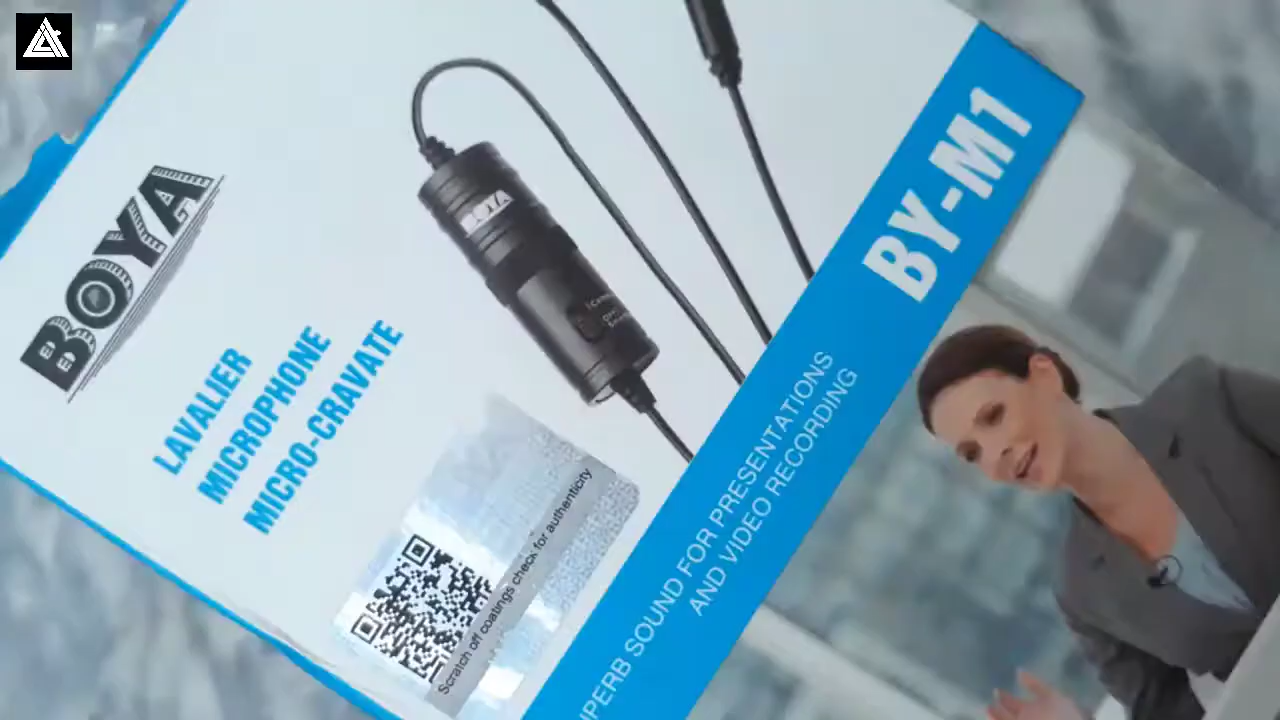 BOYA
LAVALIER
MICROPHONE
MICRO-CRAVATE
BOYA
Scratch off coatings check for authenticity
BY-M1
SOUND FOR PRESENTATIONS
AND VIDEO RECORDING